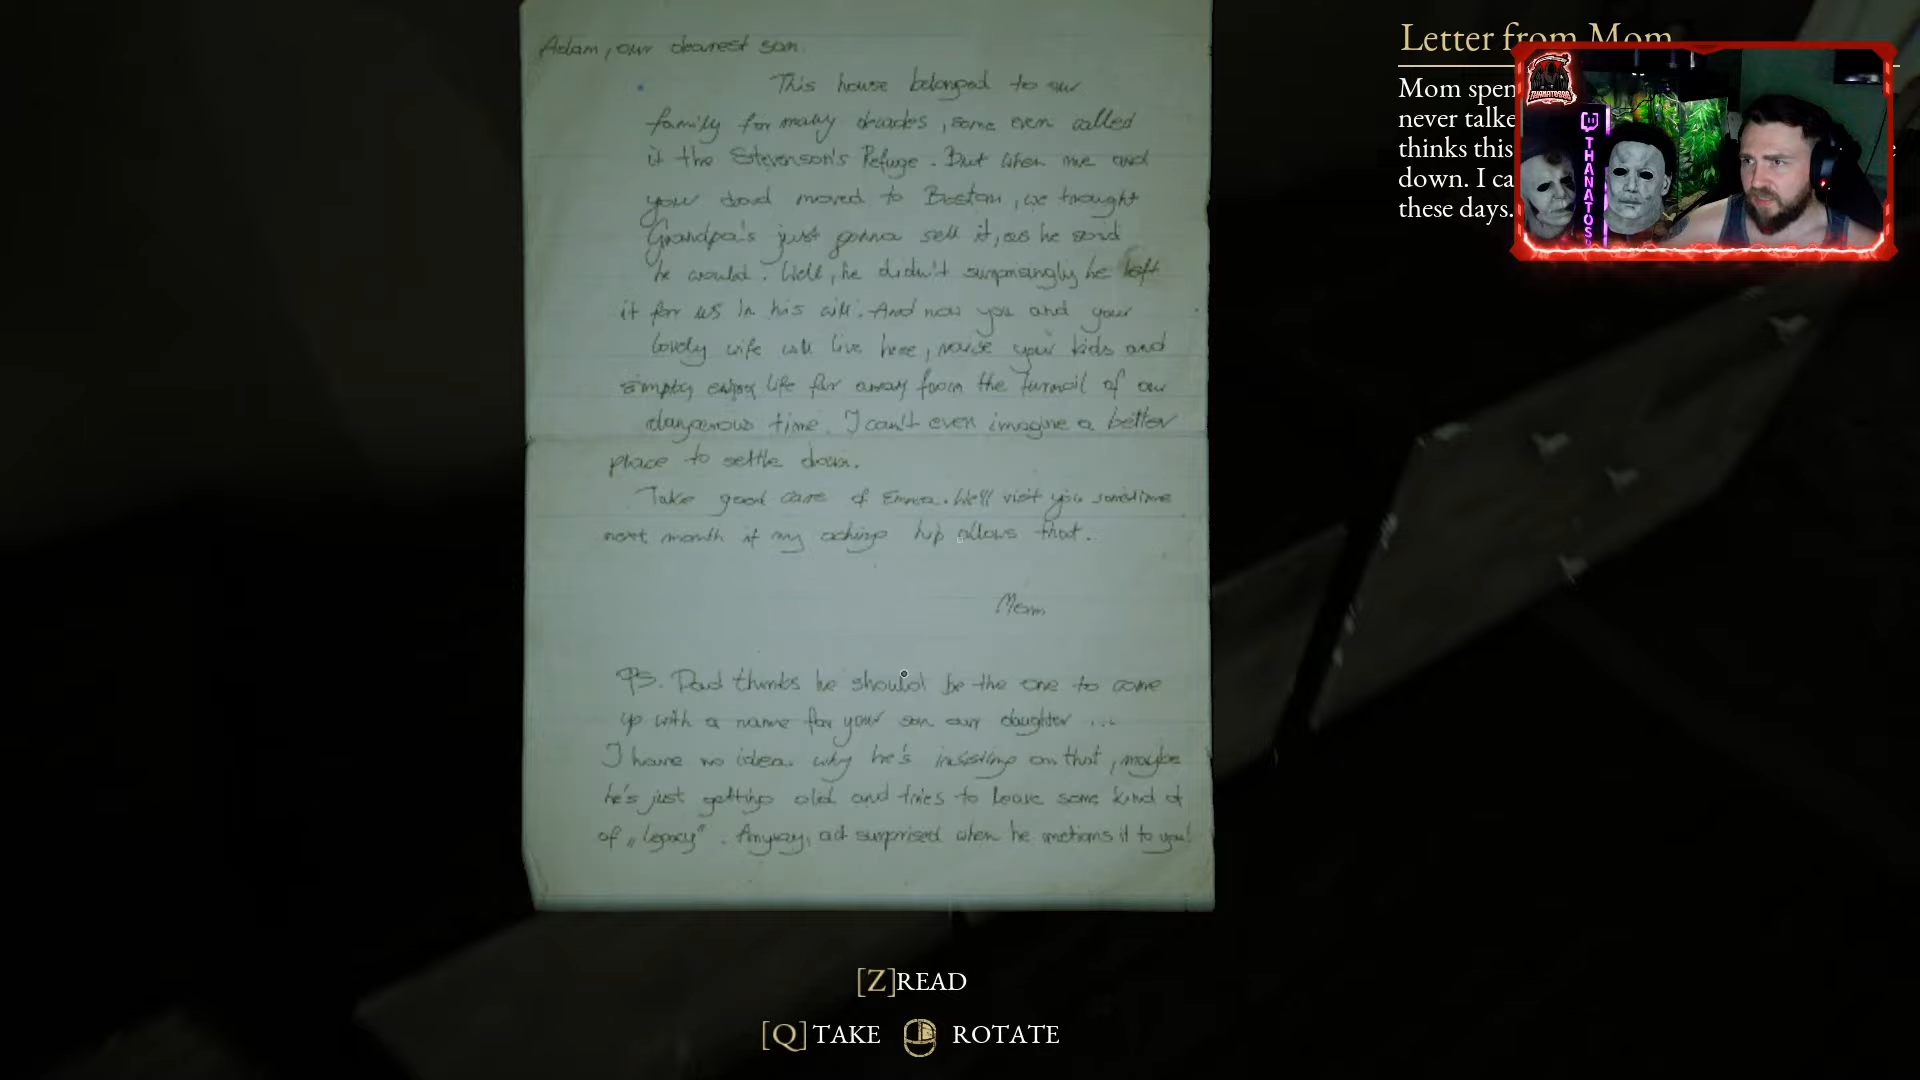 Adam, our dearest son.
This house belonged to our
family for many decades, some even called
it the Stevenson's Refuge. But when me and
your dad moved to Boston, we trought
Grandpa's just gonna sell it, as he said
he would. Well, he didn't surprisingly he left
it for us in his will. And now you and your
lovely wife will live here, raise your kids and
simply enjoy life far away from the turmoil of our
dangerous time. I can't even imagine a better
place to settle down.
Take good care of Emma. We'll visit you sometime
next month if my aching hip allows that.
Mom
PS. Dad thinks he should be the one to come
up with a name for your son our daughter ...
I have no idea why he's insisting on that, maybe
he's just getting old and tries to leave some kind of
of „legacy". Anyway, act surprised when he metions it to you!
[Z]READ
[Q]TAKE ROTATE
Letter from Mom
Mom spen
never talke
thinks this
down. I ca
these days.
THANATOS